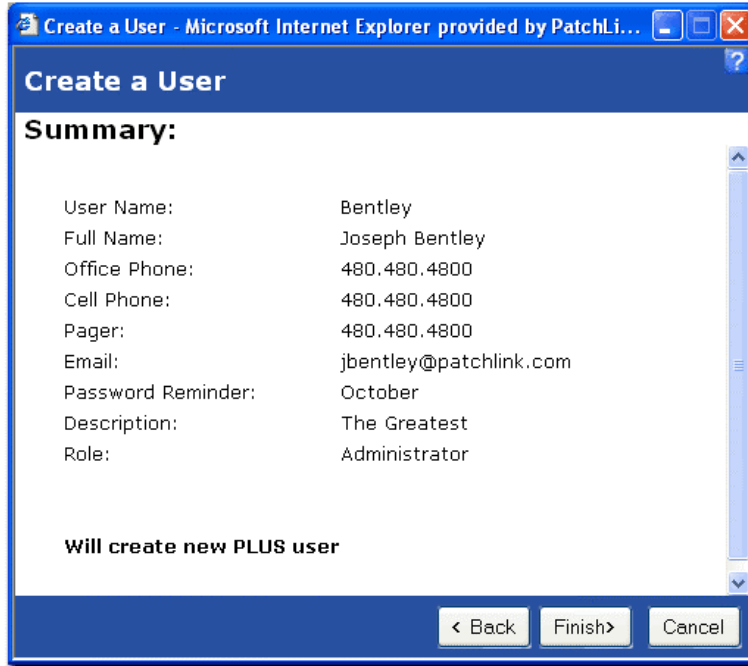 Create a User - Microsoft Internet Explorer provided by PatchLi...
?
Create a User
Summary:
User Name: Bentley
Full Name: Joseph Bentley
Office Phone: 480.480.4800
Cell Phone: 480.480.4800
Pager: 480.480.4800
Email: jbentley@patchlink.com
Password Reminder: October
Description: The Greatest
Role: Administrator
Will create new PLUS user
< Back Finish> Cancel